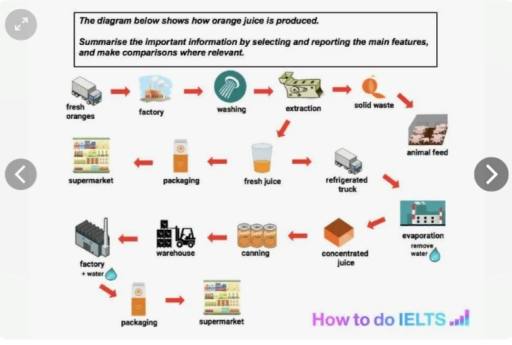 The diagram below shows how orange juice is produced.
Summarise the important information by selecting and reporting the main features,
and make comparisons where relevant.
fresh
oranges
factory
washing
extraction
solid waste
animal feed
supermarket
packaging
fresh juice
refrigerated
truck
evaporation
remove
water
factory
+ water
warehouse
canning
concentrated
juice
packaging
supermarket
How to do IELTS